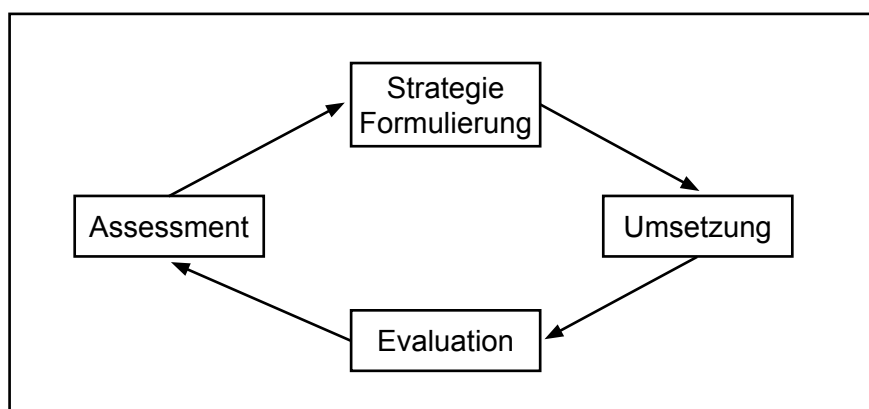 Strategie
Formulierung
Assessment
Umsetzung
Evaluation